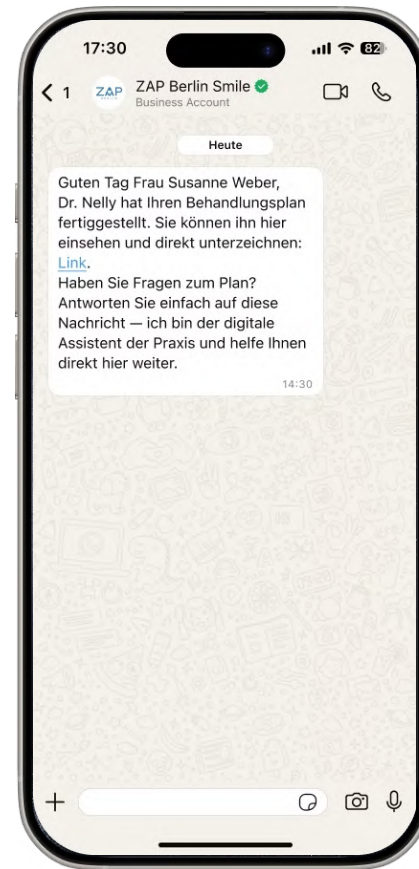 17:30
82
1
ZAP
ZAP Berlin Smile
Business Account
Heute
Guten Tag Frau Susanne Weber,
Dr. Nelly hat Ihren Behandlungsplan
fertiggestellt. Sie können ihn hier
einsehen und direkt unterzeichnen:
Link.
Haben Sie Fragen zum Plan?
Antworten Sie einfach auf diese
Nachricht — ich bin der digitale
Assistent der Praxis und helfe Ihnen
direkt hier weiter.
14:30